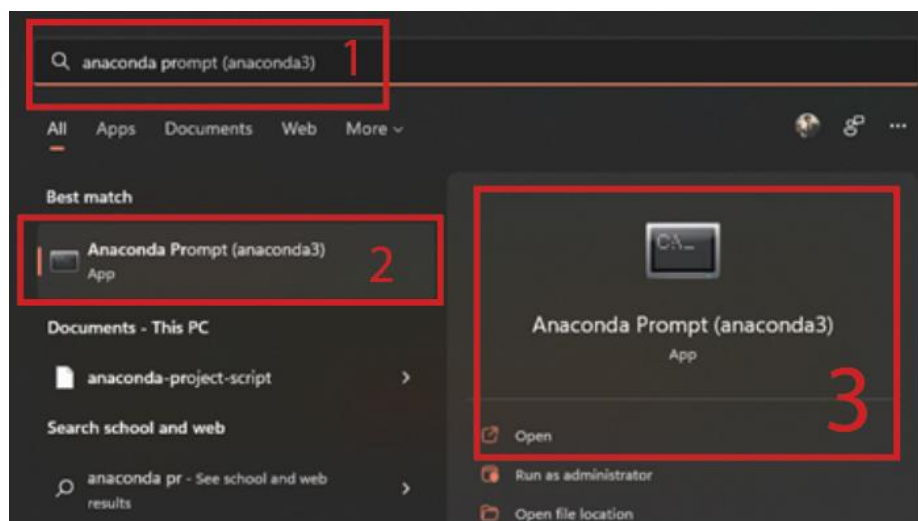 anaconda prompt (anaconda3)
1
All Apps Documents Web More
Best match
Anaconda Prompt (anaconda3)
App
2
Documents - This PC
anaconda-project-script
Search school and web
anaconda pr - See school and web
results
C:\_
Anaconda Prompt (anaconda3)
App
3
Open
Run as administrator
Open file location